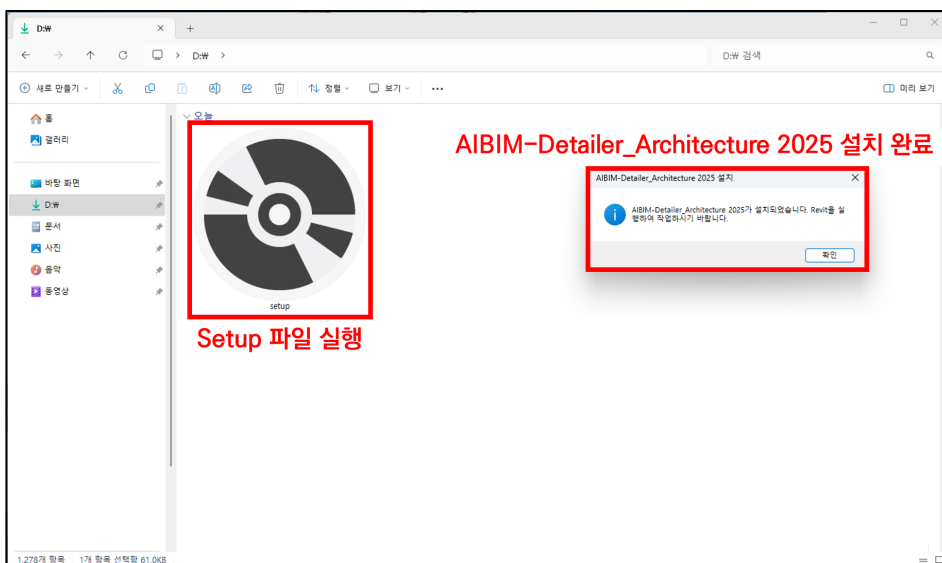 D:₩
D:₩
D:₩ 검색
새로 만들기
정렬
보기
미리 보기
홈
갤러리
바탕 화면
D:₩
문서
사진
음악
동영상
오늘
setup
Setup 파일 실행
AIBIM-Detailer_Architecture 2025 설치 완료
AIBIM-Detailer_Architecture 2025 설치
AIBIM-Detailer_Architecture 2025가 설치되었습니다. Revit을 실
행하여 작업하시기 바랍니다.
확인
1,278개 항목
1개 항목 선택함 61.0KB